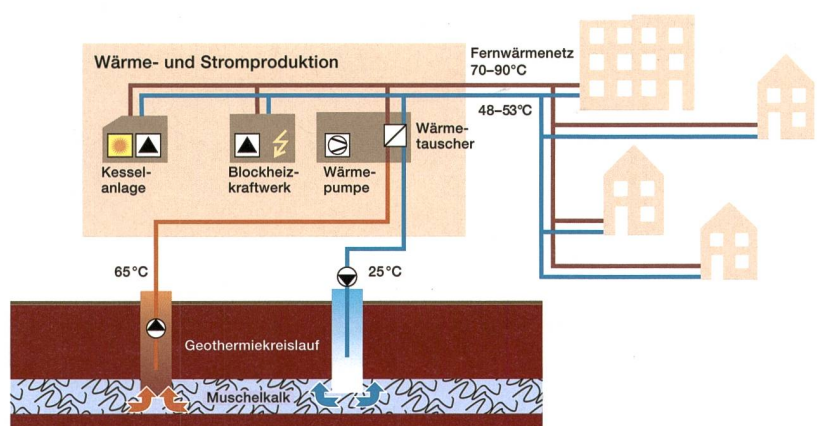 Wärme- und Stromproduktion
Fernwärmenetz
70–90°C
48–53°C
Wärme-
tauscher
Kessel-
anlage
Blockheiz-
kraftwerk
Wärme-
pumpe
65°C
25°C
Geothermiekreislauf
Muschelkalk